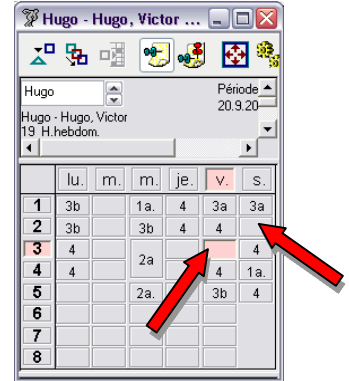 Hugo - Hugo, Victor ...
Hugo
Période
20.9.20
Hugo - Hugo, Victor
19 H.hebdom.
lu. m. m. je. v. s.
1 3b 1a. 4 3a 3a
2 3b 3b 4 4
3 4 2a 4
4 4 4 1a.
5 2a. 3b 4
6
7
8